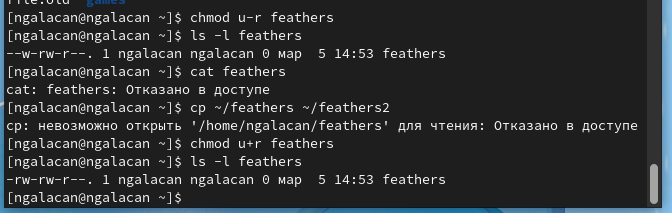 file.old games
[ngalacan@ngalacan ~]$ chmod u-r feathers
[ngalacan@ngalacan ~]$ ls -l feathers
--w-rw-r--. 1 ngalacan ngalacan 0 мар  5 14:53 feathers
[ngalacan@ngalacan ~]$ cat feathers
cat: feathers: Отказано в доступе
[ngalacan@ngalacan ~]$ cp ~/feathers ~/feathers2
cp: невозможно открыть '/home/ngalacan/feathers' для чтения: Отказано в доступе
[ngalacan@ngalacan ~]$ chmod u+r feathers
[ngalacan@ngalacan ~]$ ls -l feathers
-rw-rw-r--. 1 ngalacan ngalacan 0 мар  5 14:53 feathers
[ngalacan@ngalacan ~]$